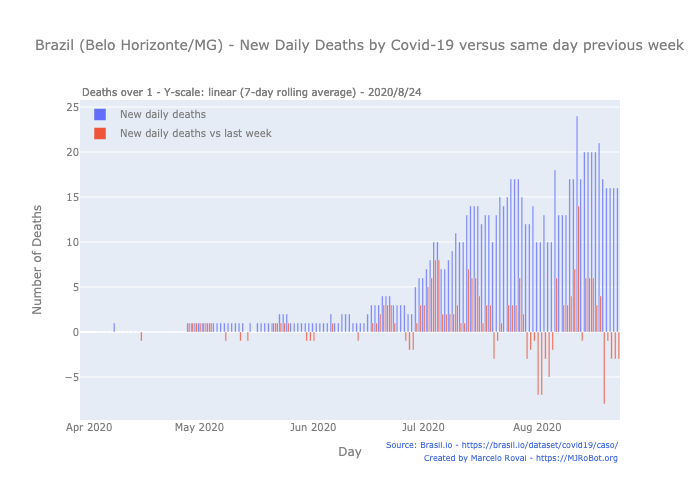 Brazil (Belo Horizonte/MG) - New Daily Deaths by Covid-19 versus same day previous week
Deaths over 1 - Y-scale: linear (7-day rolling average) - 2020/8/24
New daily deaths
New daily deaths vs last week
Number of Deaths
25
20
15
10
5
0
−5
Apr 2020
May 2020
Jun 2020
Jul 2020
Aug 2020
Day
Source: Brasil.io - https://brasil.io/dataset/covid19/caso/
Created by Marcelo Rovai - https://MJRoBot.org